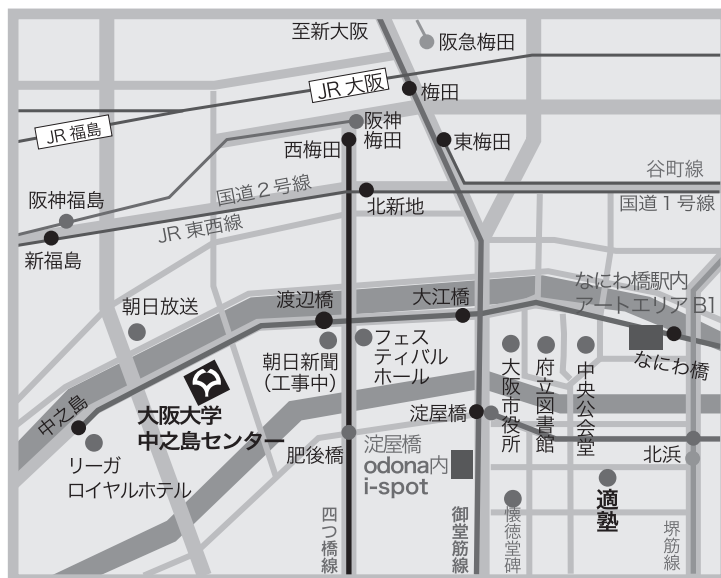 至新大阪
阪急梅田
JR 大阪
梅田
JR 福島
阪神
梅田
西梅田
東梅田
谷町線
国道２号線
国道１号線
阪神福島
北新地
JR 東西線
新福島
なにわ橋駅内
アートエリア B1
渡辺橋
大江橋
朝日放送
フェス
ティバル
ホール
朝日新聞
（工事中）
なにわ橋
大阪市役所
府立図書館
中央公会堂
中之島
大阪大学
中之島センター
淀屋橋
リーガ
ロイヤルホテル
肥後橋
淀屋橋
odona内
i-spot
北浜
適塾
懐徳堂碑
四つ橋線
御堂筋線
堺筋線